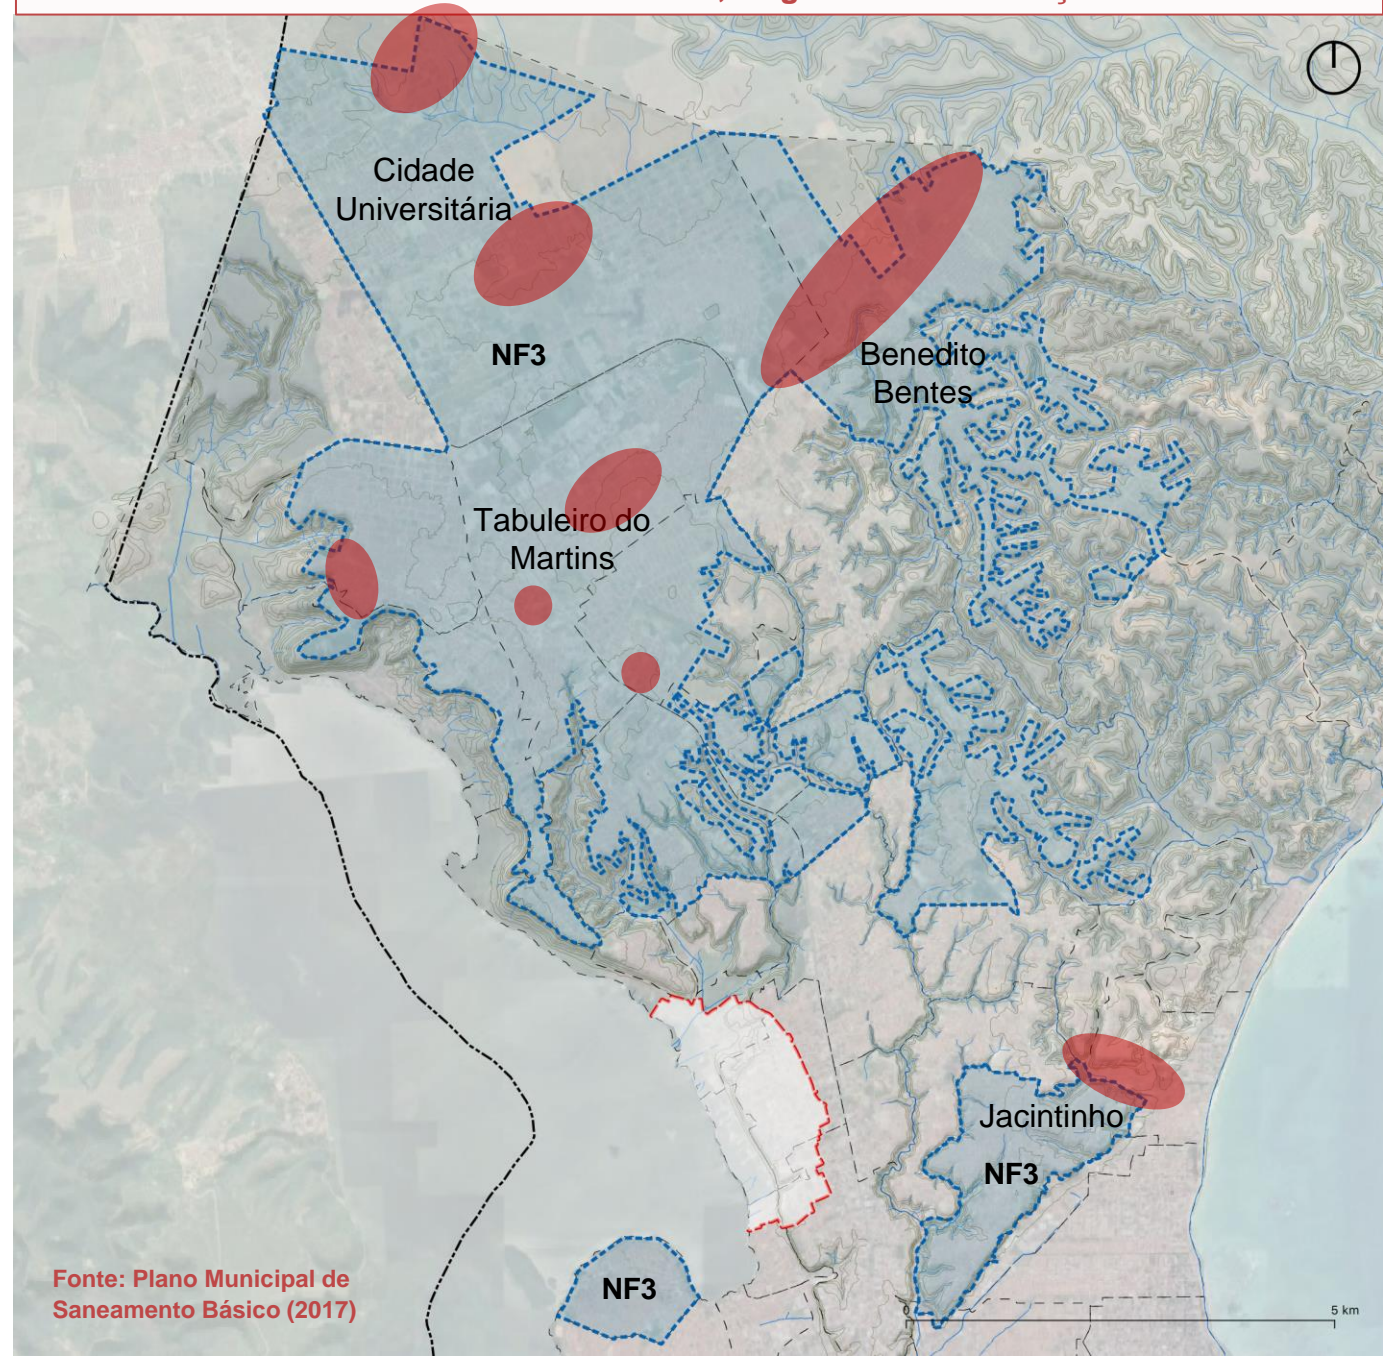 Cidade
Universitária
NF3
Benedito
Bentes
Tabuleiro do
Martins
Jacintinho
NF3
NF3
Fonte: Plano Municipal de
Saneamento Básico (2017)
0
5 km